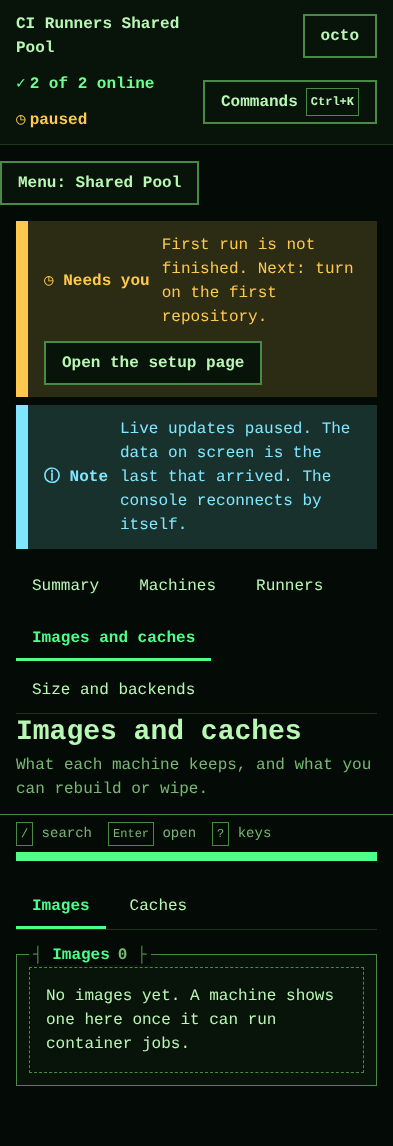 CI Runners Shared
Pool
octo
✓ 2 of 2 online
Commands Ctrl+K
◷ paused
Menu: Shared Pool
◷ Needs you
First run is not
finished. Next: turn
on the first
repository.
Open the setup page
ⓘ Note
Live updates paused. The
data on screen is the
last that arrived. The
console reconnects by
itself.
Summary Machines Runners
Images and caches
Size and backends
Images and caches
What each machine keeps, and what you
can rebuild or wipe.
/ search Enter open ? keys
Images Caches
Images 0
No images yet. A machine shows
one here once it can run
container jobs.